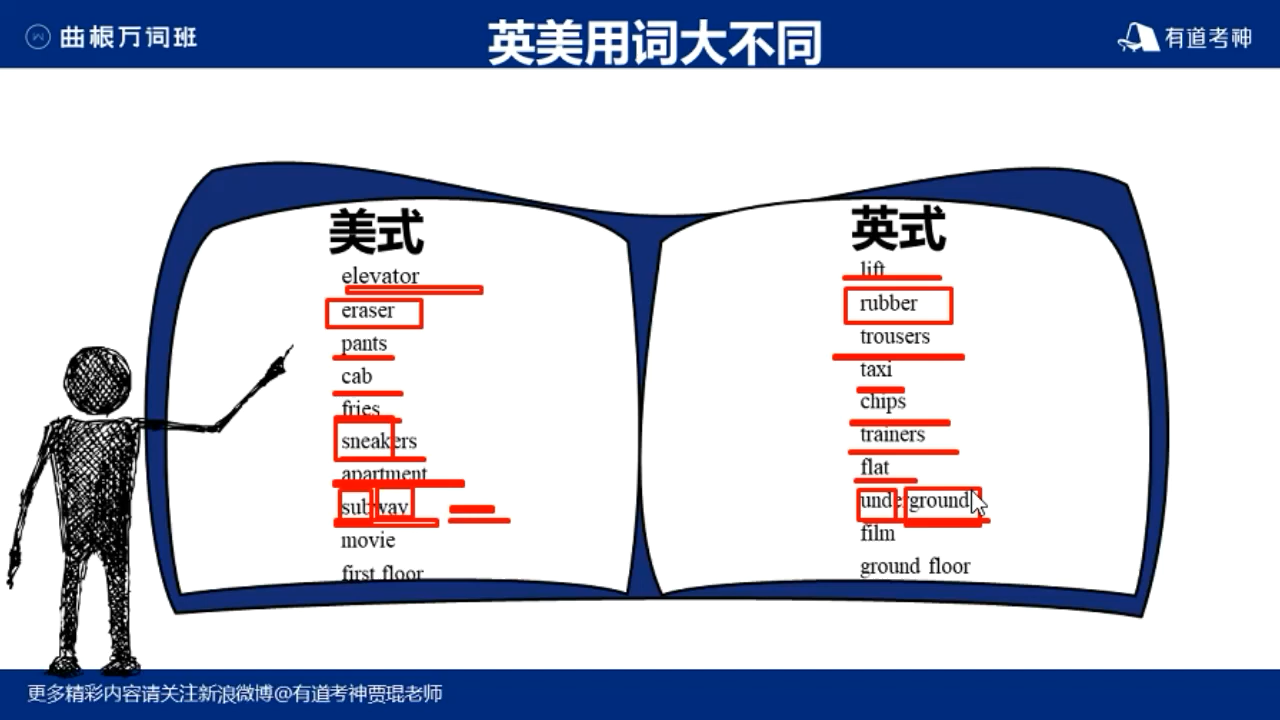 曲根万词班
英美用词大不同
有道考神
美式
elevator
eraser
pants
cab
fries
sneakers
apartment
subway
movie
first floor
英式
lift
rubber
trousers
taxi
chips
trainers
flat
underground
film
ground floor
更多精彩内容请关注新浪微博@有道考神贾琨老师